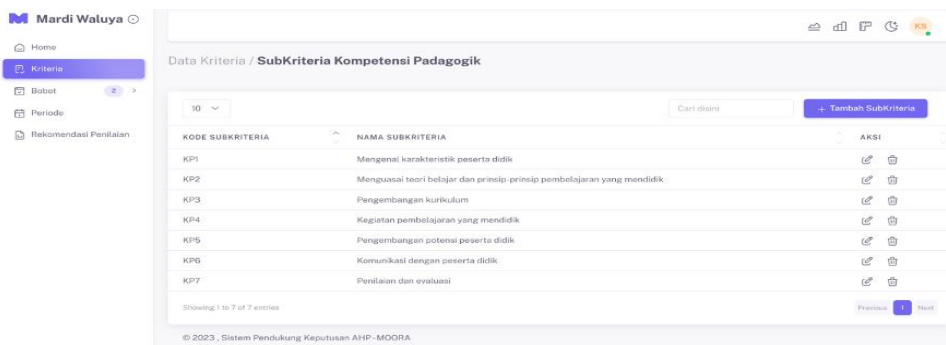 Mardi Waluya
Home
Kriteria
Bobot 2
Periode
Rekomendasi Penilaian
KS
Data Kriteria / SubKriteria Kompetensi Padagogik
10 Cari disini + Tambah SubKriteria
KODE SUBKRITERIA NAMA SUBKRITERIA AKSI
KP1 Mengenal karakteristik peserta didik
KP2 Menguasai teori belajar dan prinsip-prinsip pembelajaran yang mendidik
KP3 Pengembangan kurikulum
KP4 Kegiatan pembelajaran yang mendidik
KP5 Pengembangan potensi peserta didik
KP6 Komunikasi dengan peserta didik
KP7 Penilaian dan evaluasi
Showing 1 to 7 of 7 entries Previous 1 Next
© 2023 , Sistem Pendukung Keputusan AHP-MOORA